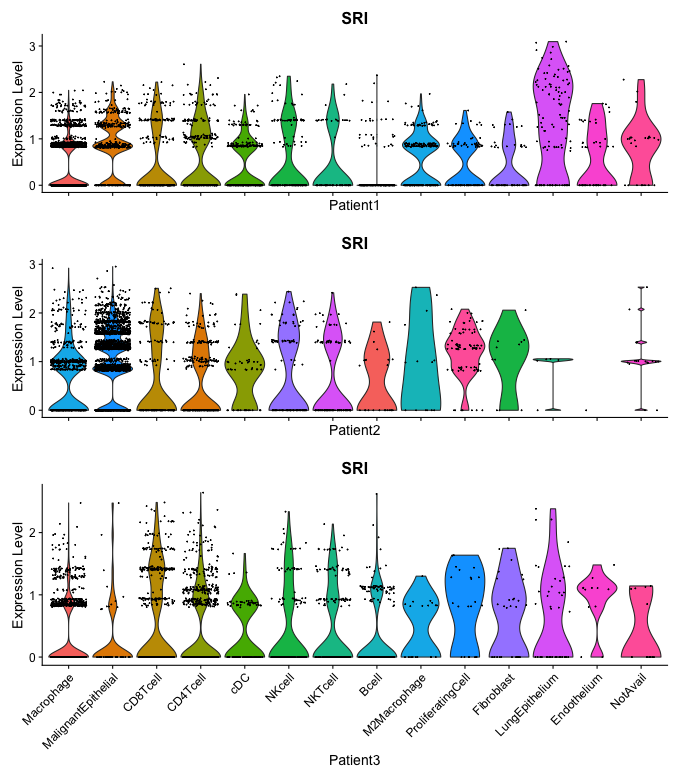 SRI
Expression Level
3
2
1
0
Patient1
SRI
Expression Level
3
2
1
0
Patient2
SRI
Expression Level
2
1
0
Macrophage
MalignantEpithelial
CD8Tcell
CD4Tcell
cDC
NKcell
NKTcell
Bcell
M2Macrophage
ProliferatingCell
Fibroblast
LungEpithelium
Endothelium
NotAvail
Patient3